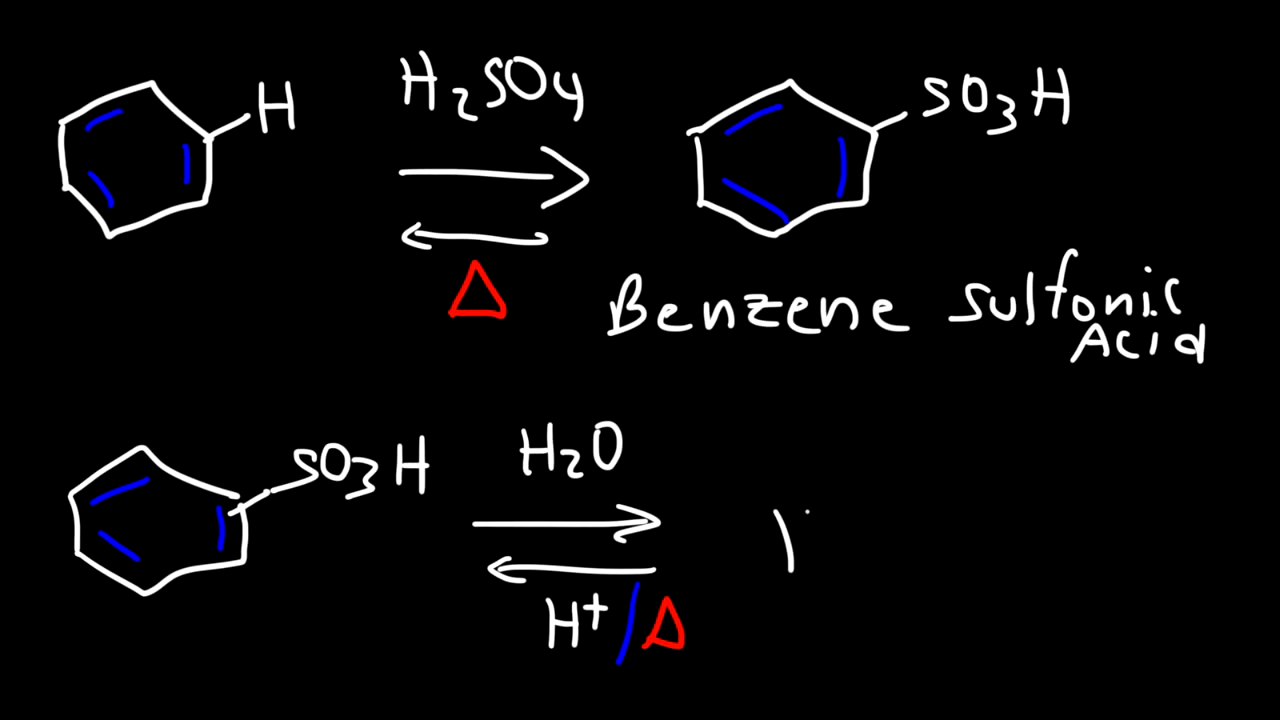 H
H₂SO₄
SO₃H
Δ
Benzene sulfonic
Acid
SO₃H
H₂O
H⁺/Δ